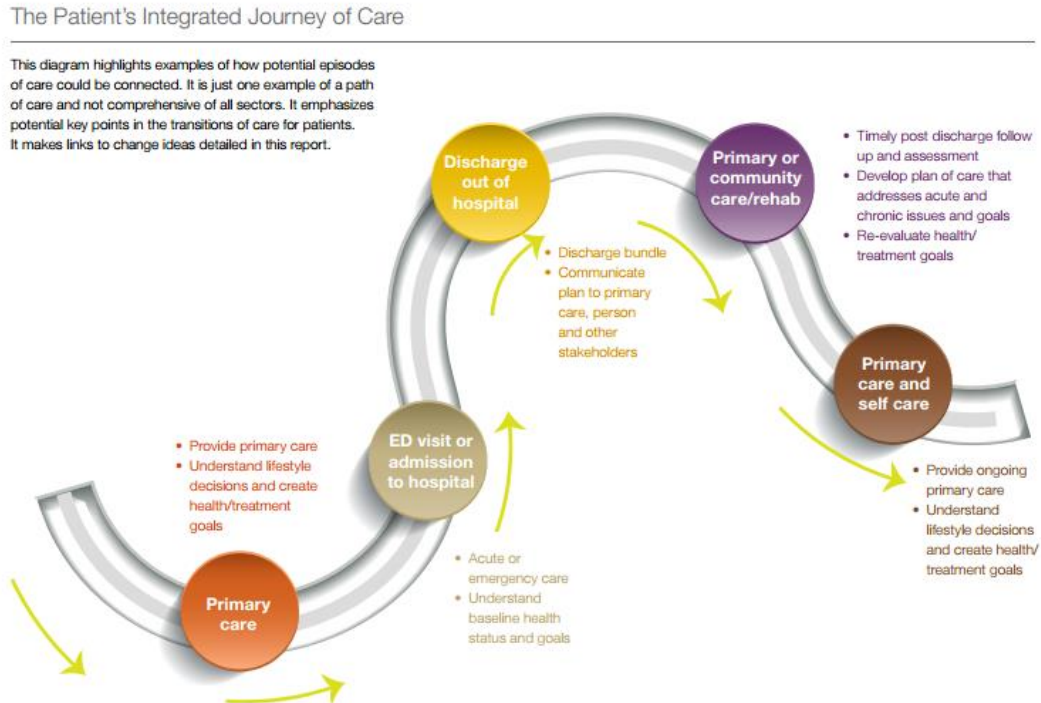 The Patient's Integrated Journey of Care
This diagram highlights examples of how potential episodes
of care could be connected. It is just one example of a path
of care and not comprehensive of all sectors. It emphasizes
potential key points in the transitions of care for patients.
It makes links to change ideas detailed in this report.
• Provide primary care
• Understand lifestyle
decisions and create
health/treatment
goals
Primary
care
ED visit or
admission
to hospital
• Acute or
emergency care
• Understand
baseline health
status and goals
Discharge
out of
hospital
• Discharge bundle
• Communicate
plan to primary
care, person
and other
stakeholders
Primary or
community
care/rehab
• Timely post discharge follow
up and assessment
• Develop plan of care that
addresses acute and
chronic issues and goals
• Re-evaluate health/
treatment goals
Primary
care and
self care
• Provide ongoing
primary care
• Understand
lifestyle decisions
and create health/
treatment goals